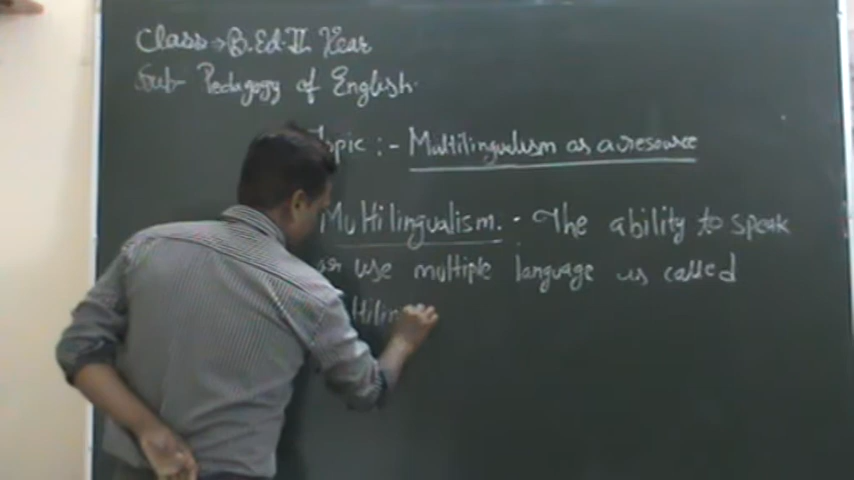 Class → B.Ed. II Year
Sub- Pedagogy of English.
Topic :- Multilingualism as a resource
Multilingualism. - The ability to speak
or use multiple language is called